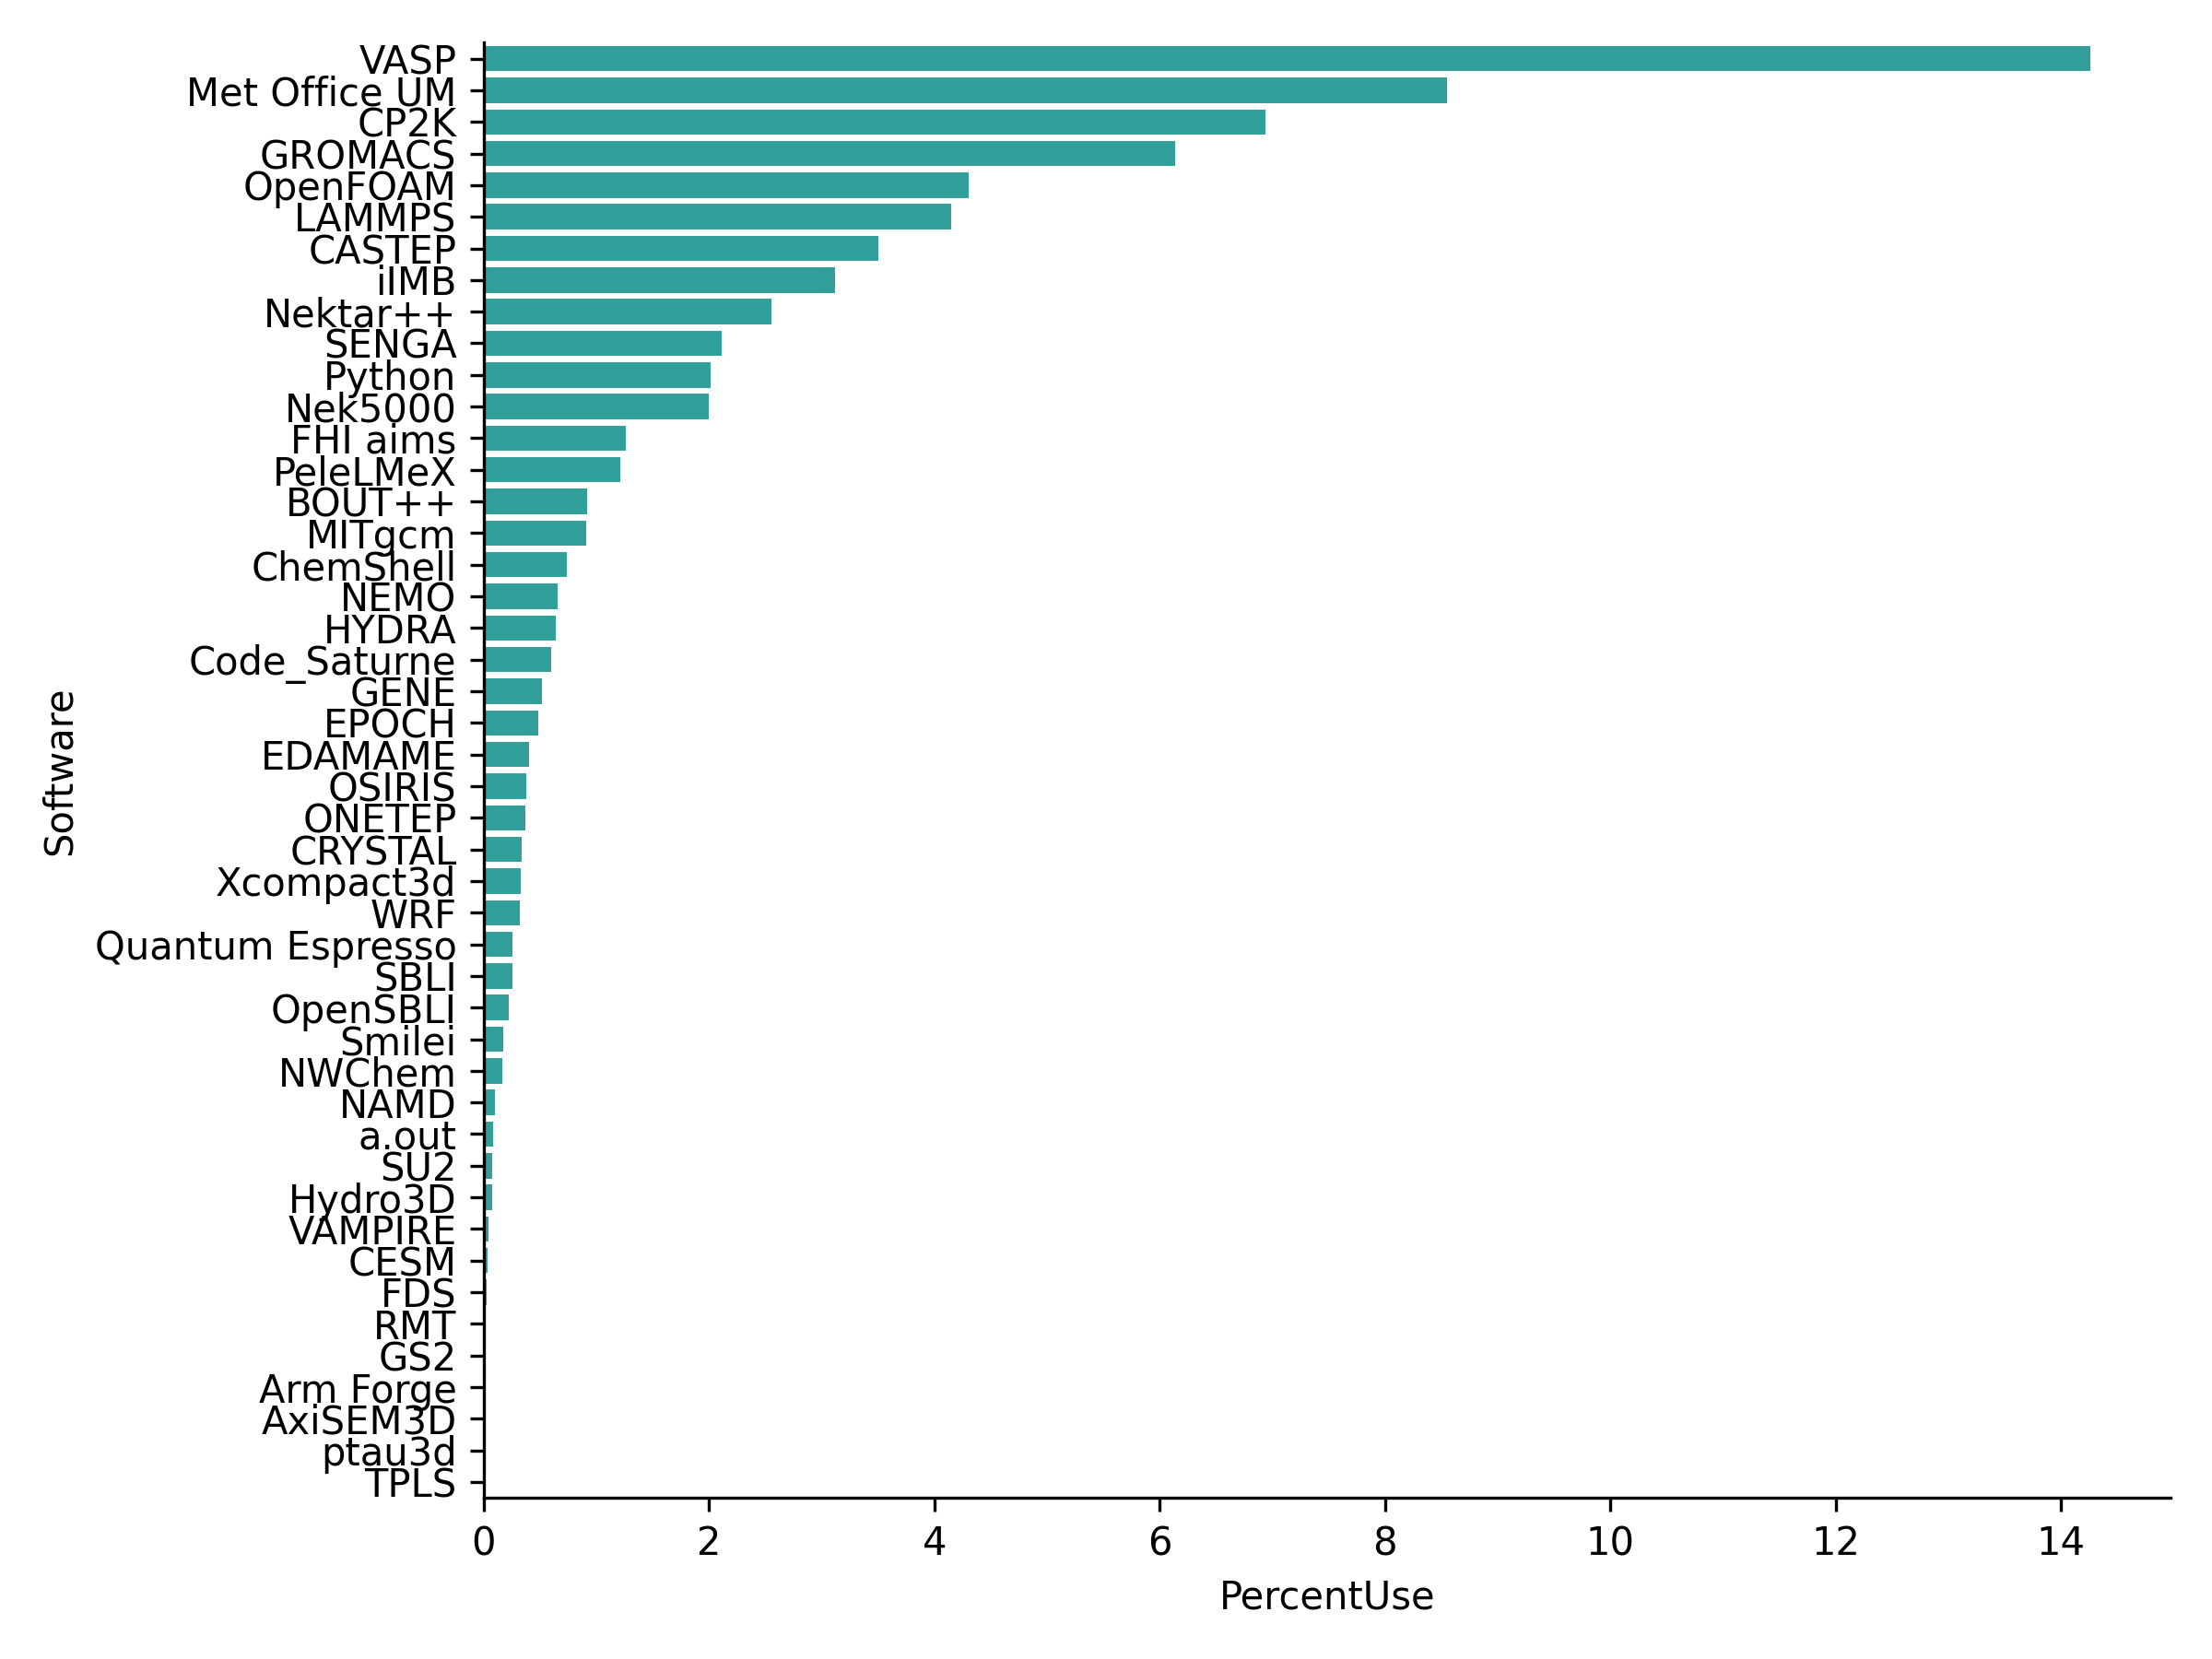 VASP
Met Office UM
CP2K
GROMACS
OpenFOAM
LAMMPS
CASTEP
iIMB
Nektar++
SENGA
Python
Nek5000
FHI aims
PeleLMeX
BOUT++
MITgcm
ChemShell
NEMO
HYDRA
Code_Saturne
GENE
EPOCH
EDAMAME
OSIRIS
ONETEP
CRYSTAL
Xcompact3d
WRF
Quantum Espresso
SBLI
OpenSBLI
Smilei
NWChem
NAMD
a.out
SU2
Hydro3D
VAMPIRE
CESM
FDS
RMT
GS2
Arm Forge
AxiSEM3D
ptau3d
TPLS
Software
0 2 4 6 8 10 12 14
PercentUse